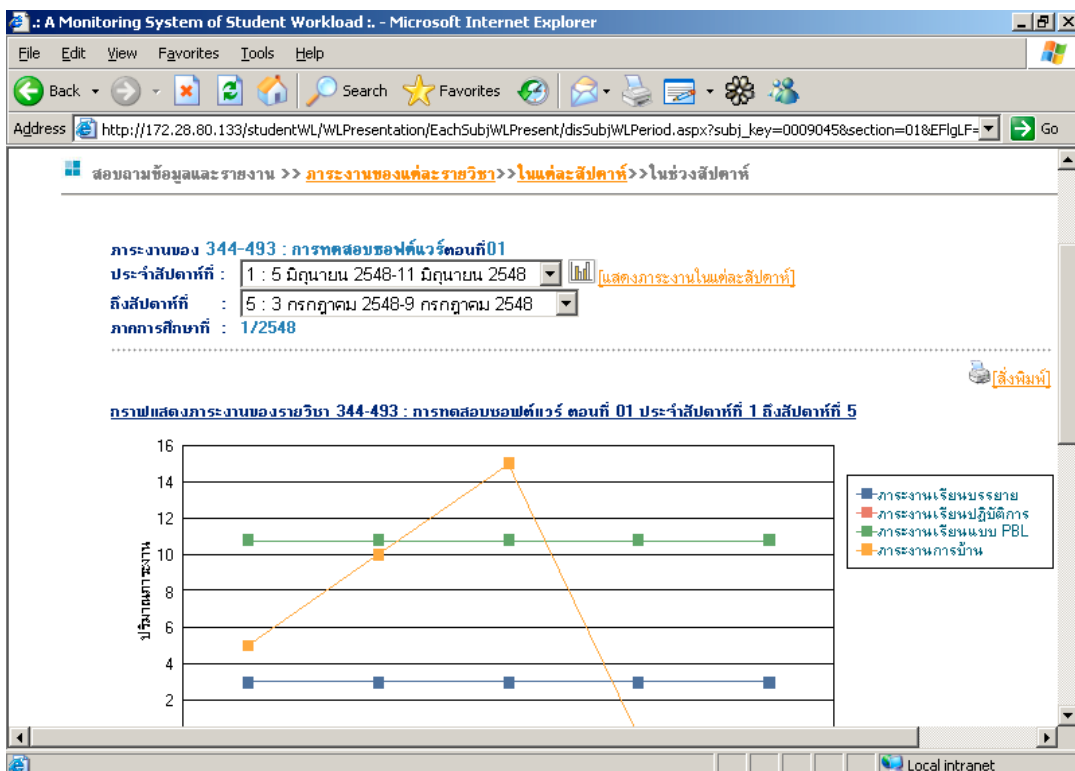 .: A Monitoring System of Student Workload :. - Microsoft Internet Explorer
File Edit View Favorites Tools Help
Back Search Favorites
Address http://172.28.80.133/studentWL/WLPresentation/EachSubjWLPresent/disSubjWLPeriod.aspx?subj_key=0009045&section=01&EFlgLF= Go
สอบถามข้อมูลและรายงาน >> ภาระงานของแต่ละรายวิชา>>ในแต่ละสัปดาห์>>ในช่วงสัปดาห์
ภาระงานของ 344-493 : การทดสอบซอฟต์แวร์ตอนที่01
ประจำสัปดาห์ที่ : 1 : 5 มิถุนายน 2548-11 มิถุนายน 2548 [แสดงภาระงานในแต่ละสัปดาห์]
ถึงสัปดาห์ที่ : 5 : 3 กรกฎาคม 2548-9 กรกฎาคม 2548
ภาคการศึกษาที่ : 1/2548
[สั่งพิมพ์]
กราฟแสดงภาระงานของรายวิชา 344-493 : การทดสอบซอฟต์แวร์ ตอนที่ 01 ประจำสัปดาห์ที่ 1 ถึงสัปดาห์ที่ 5
16
14
12
10
8
6
4
2
ปริมาณภาระงาน
ภาระงานเรียนบรรยาย
ภาระงานเรียนปฏิบัติการ
ภาระงานเรียนแบบ PBL
ภาระงานการบ้าน
Local intranet